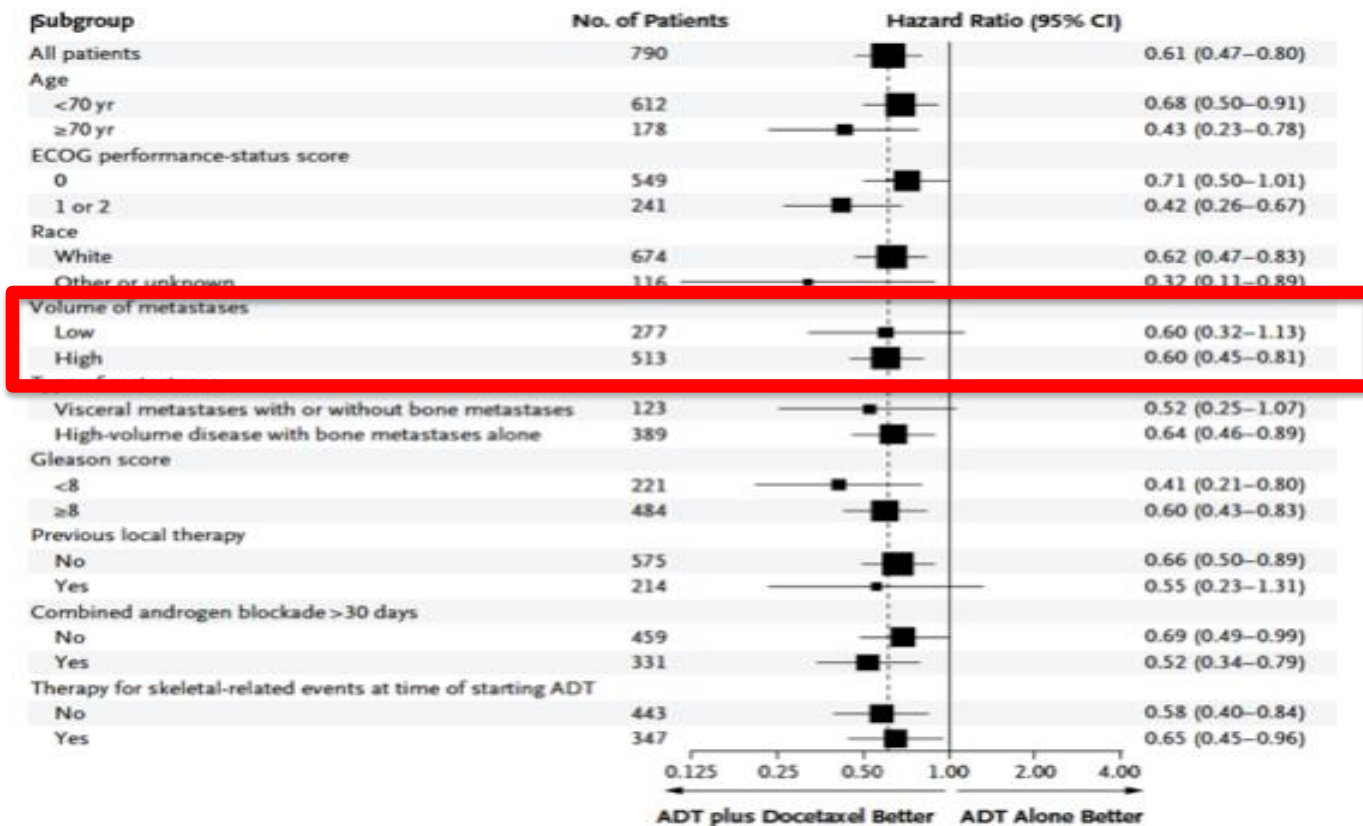 Subgroup No. of Patients Hazard Ratio (95% CI)
All patients 790 0.61 (0.47–0.80)
Age
<70 yr 612 0.68 (0.50–0.91)
≥70 yr 178 0.43 (0.23–0.78)
ECOG performance-status score
0 549 0.71 (0.50–1.01)
1 or 2 241 0.42 (0.26–0.67)
Race
White 674 0.62 (0.47–0.83)
Other or unknown 116 0.32 (0.11–0.89)
Volume of metastases
Low 277 0.60 (0.32–1.13)
High 513 0.60 (0.45–0.81)
Visceral metastases with or without bone metastases 123 0.52 (0.25–1.07)
High-volume disease with bone metastases alone 389 0.64 (0.46–0.89)
Gleason score
<8 221 0.41 (0.21–0.80)
≥8 484 0.60 (0.43–0.83)
Previous local therapy
No 575 0.66 (0.50–0.89)
Yes 214 0.55 (0.23–1.31)
Combined androgen blockade >30 days
No 459 0.69 (0.49–0.99)
Yes 331 0.52 (0.34–0.79)
Therapy for skeletal-related events at time of starting ADT
No 443 0.58 (0.40–0.84)
Yes 347 0.65 (0.45–0.96)
0.125 0.25 0.50 1.00 2.00 4.00
ADT plus Docetaxel Better ADT Alone Better